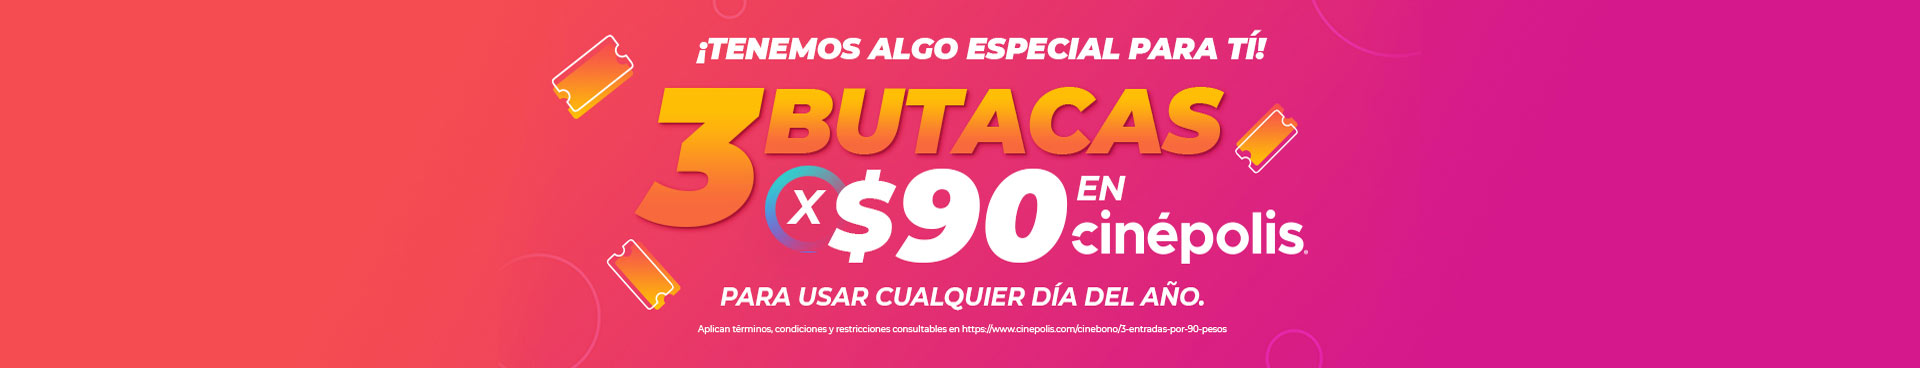 ¡TENEMOS ALGO ESPECIAL PARA TÍ!
3 BUTACAS
X $90 EN cinépolis
PARA USAR CUALQUIER DÍA DEL AÑO.
Aplican términos, condiciones y restricciones consultables en https://www.cinepolis.com/cinebono/3-entradas-por-90-pesos